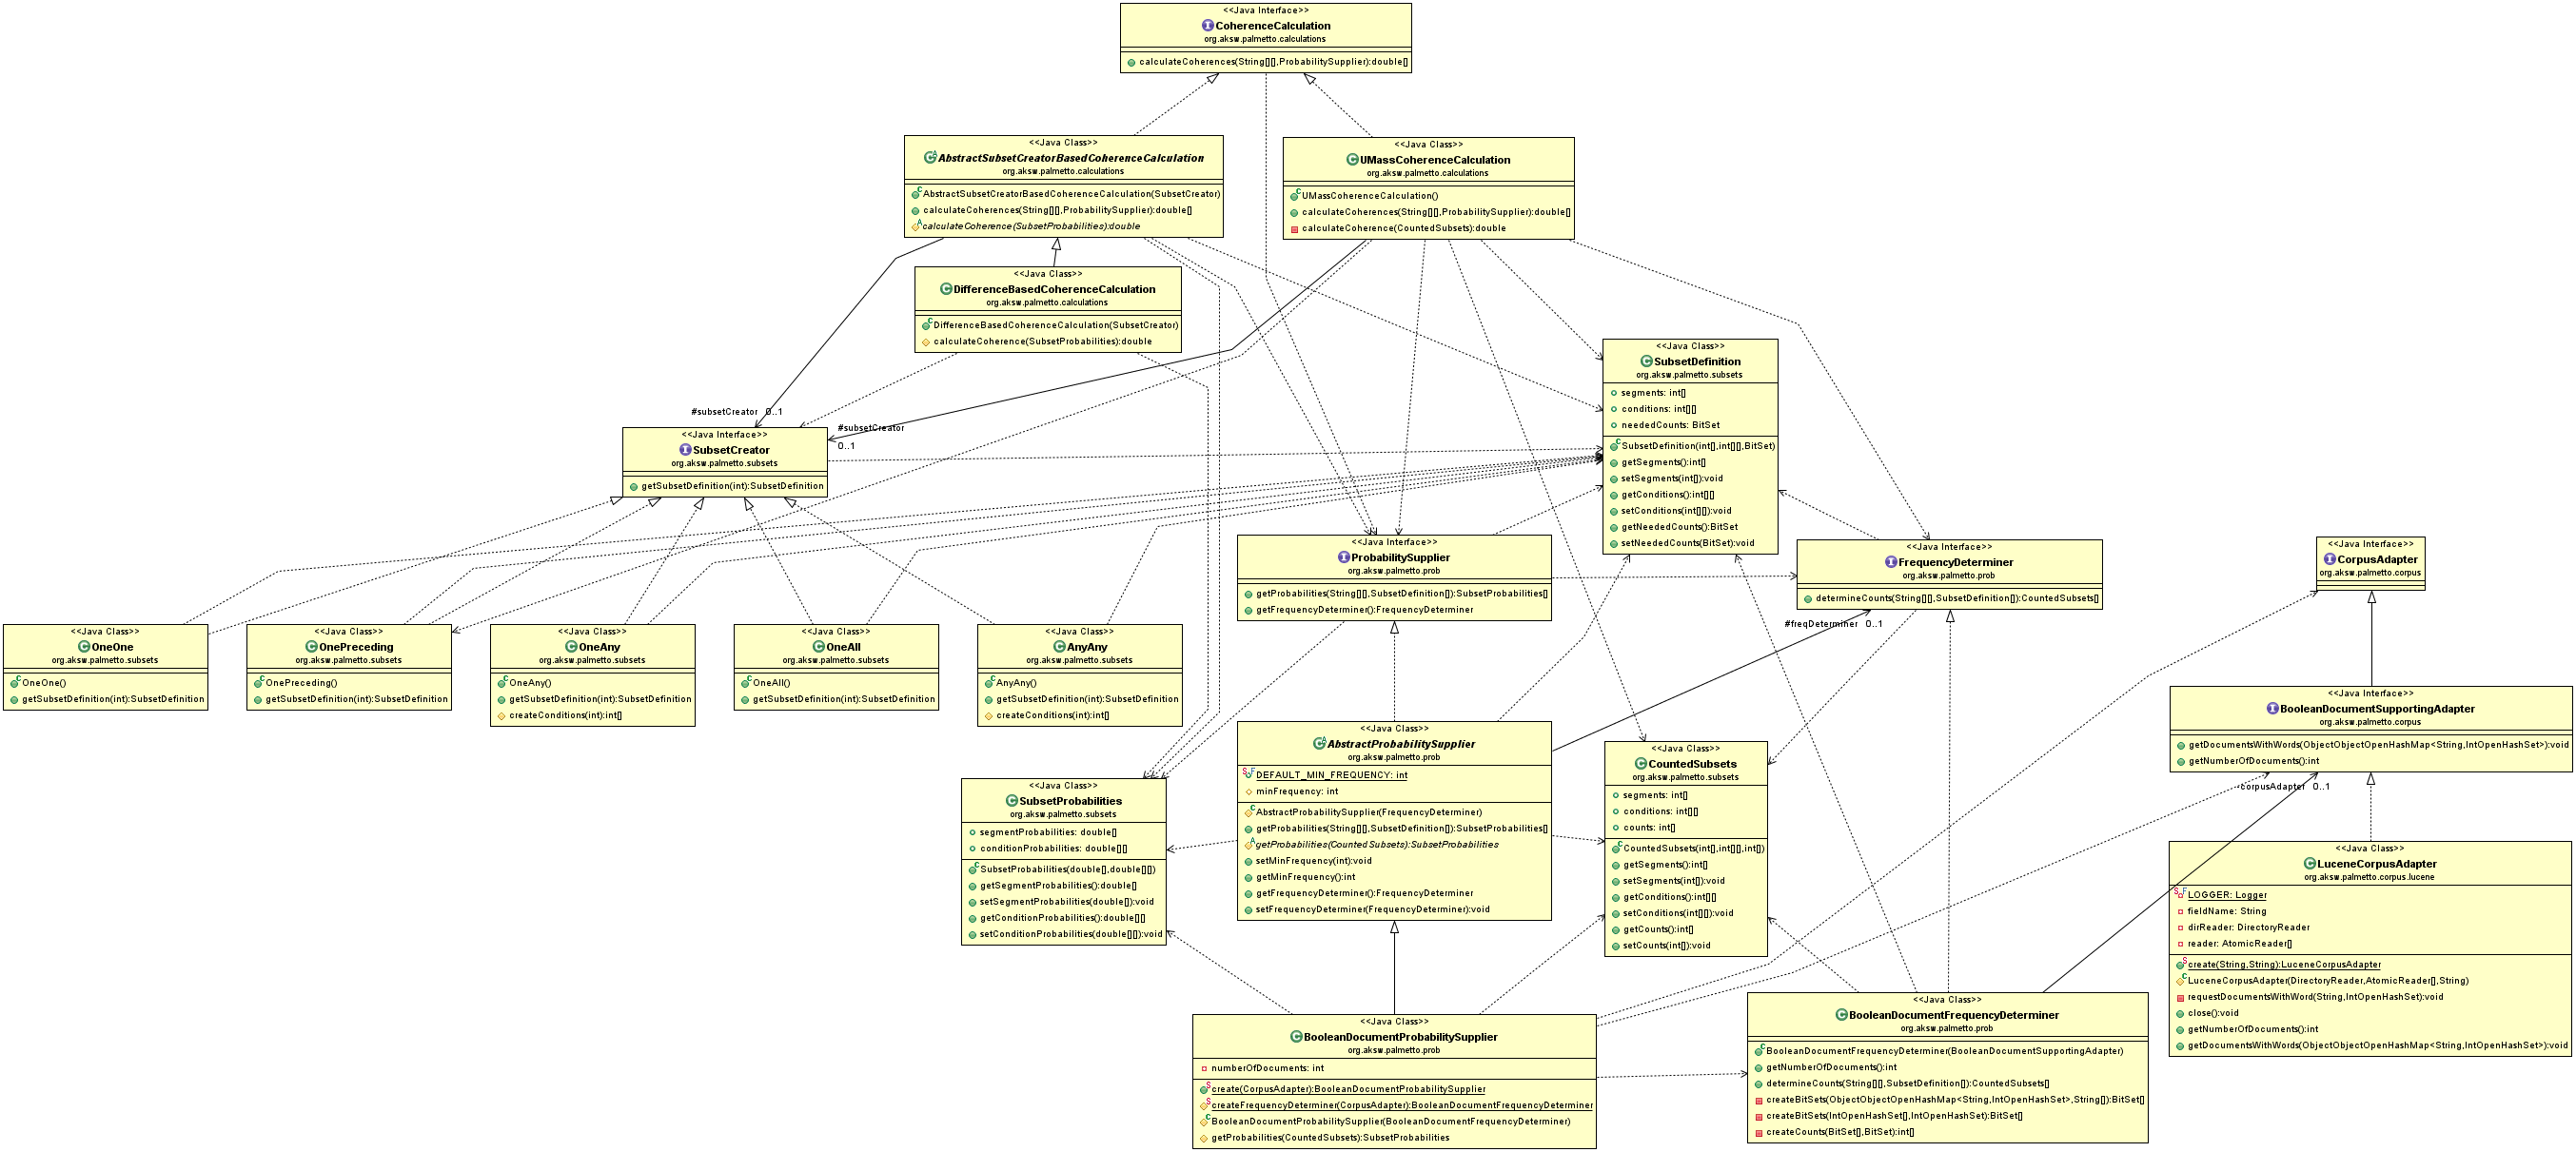 <<Java Interface>>
CoherenceCalculation
org.aksw.palmetto.calculations
calculateCoherences(String[][],ProbabilitySupplier):double[]
<<Java Class>>
AbstractSubsetCreatorBasedCoherenceCalculation
org.aksw.palmetto.calculations
AbstractSubsetCreatorBasedCoherenceCalculation(SubsetCreator)
calculateCoherences(String[][],ProbabilitySupplier):double[]
calculateCoherence(SubsetProbabilities):double
<<Java Class>>
UMassCoherenceCalculation
org.aksw.palmetto.calculations
UMassCoherenceCalculation()
calculateCoherences(String[][],ProbabilitySupplier):double[]
calculateCoherence(CountedSubsets):double
<<Java Class>>
DifferenceBasedCoherenceCalculation
org.aksw.palmetto.calculations
DifferenceBasedCoherenceCalculation(SubsetCreator)
calculateCoherence(SubsetProbabilities):double
<<Java Class>>
SubsetDefinition
org.aksw.palmetto.subsets
segments: int[]
conditions: int[][]
neededCounts: BitSet
SubsetDefinition(int[],int[][],BitSet)
getSegments():int[]
setSegments(int[]):void
getConditions():int[][]
setConditions(int[][]):void
getNeededCounts():BitSet
setNeededCounts(BitSet):void
#subsetCreator 0..1
#subsetCreator
0..1
<<Java Interface>>
SubsetCreator
org.aksw.palmetto.subsets
getSubsetDefinition(int):SubsetDefinition
<<Java Interface>>
ProbabilitySupplier
org.aksw.palmetto.prob
getProbabilities(String[][],SubsetDefinition[]):SubsetProbabilities[]
getFrequencyDeterminer():FrequencyDeterminer
<<Java Interface>>
FrequencyDeterminer
org.aksw.palmetto.prob
determineCounts(String[][],SubsetDefinition[]):CountedSubsets[]
#freqDeterminer 0..1
<<Java Interface>>
CorpusAdapter
org.aksw.palmetto.corpus
<<Java Class>>
OneOne
org.aksw.palmetto.subsets
OneOne()
getSubsetDefinition(int):SubsetDefinition
<<Java Class>>
OnePreceding
org.aksw.palmetto.subsets
OnePreceding()
getSubsetDefinition(int):SubsetDefinition
<<Java Class>>
OneAny
org.aksw.palmetto.subsets
OneAny()
getSubsetDefinition(int):SubsetDefinition
createConditions(int):int[]
<<Java Class>>
OneAll
org.aksw.palmetto.subsets
OneAll()
getSubsetDefinition(int):SubsetDefinition
<<Java Class>>
AnyAny
org.aksw.palmetto.subsets
AnyAny()
getSubsetDefinition(int):SubsetDefinition
createConditions(int):int[]
<<Java Interface>>
BooleanDocumentSupportingAdapter
org.aksw.palmetto.corpus
getDocumentsWithWords(ObjectObjectOpenHashMap<String,IntOpenHashSet>):void
getNumberOfDocuments():int
-corpusAdapter 0..1
<<Java Class>>
AbstractProbabilitySupplier
org.aksw.palmetto.prob
DEFAULT_MIN_FREQUENCY: int
minFrequency: int
AbstractProbabilitySupplier(FrequencyDeterminer)
getProbabilities(String[][],SubsetDefinition[]):SubsetProbabilities[]
getProbabilities(CountedSubsets):SubsetProbabilities
setMinFrequency(int):void
getMinFrequency():int
getFrequencyDeterminer():FrequencyDeterminer
setFrequencyDeterminer(FrequencyDeterminer):void
<<Java Class>>
CountedSubsets
org.aksw.palmetto.subsets
segments: int[]
conditions: int[][]
counts: int[]
CountedSubsets(int[],int[][],int[])
getSegments():int[]
setSegments(int[]):void
getConditions():int[][]
setConditions(int[][]):void
getCounts():int[]
setCounts(int[]):void
<<Java Class>>
SubsetProbabilities
org.aksw.palmetto.subsets
segmentProbabilities: double[]
conditionProbabilities: double[][]
SubsetProbabilities(double[],double[][])
getSegmentProbabilities():double[]
setSegmentProbabilities(double[]):void
getConditionProbabilities():double[][]
setConditionProbabilities(double[][]):void
<<Java Class>>
LuceneCorpusAdapter
org.aksw.palmetto.corpus.lucene
LOGGER: Logger
fieldName: String
dirReader: DirectoryReader
reader: AtomicReader[]
create(String,String):LuceneCorpusAdapter
LuceneCorpusAdapter(DirectoryReader,AtomicReader[],String)
requestDocumentsWithWord(String,IntOpenHashSet):void
close():void
getNumberOfDocuments():int
getDocumentsWithWords(ObjectObjectOpenHashMap<String,IntOpenHashSet>):void
<<Java Class>>
BooleanDocumentProbabilitySupplier
org.aksw.palmetto.prob
numberOfDocuments: int
create(CorpusAdapter):BooleanDocumentProbabilitySupplier
createFrequencyDeterminer(CorpusAdapter):BooleanDocumentFrequencyDeterminer
BooleanDocumentProbabilitySupplier(BooleanDocumentFrequencyDeterminer)
getProbabilities(CountedSubsets):SubsetProbabilities
<<Java Class>>
BooleanDocumentFrequencyDeterminer
org.aksw.palmetto.prob
BooleanDocumentFrequencyDeterminer(BooleanDocumentSupportingAdapter)
getNumberOfDocuments():int
determineCounts(String[][],SubsetDefinition[]):CountedSubsets[]
createBitSets(ObjectObjectOpenHashMap<String,IntOpenHashSet>,String[]):BitSet[]
createBitSets(IntOpenHashSet[],IntOpenHashSet):BitSet[]
createCounts(BitSet[],BitSet):int[]